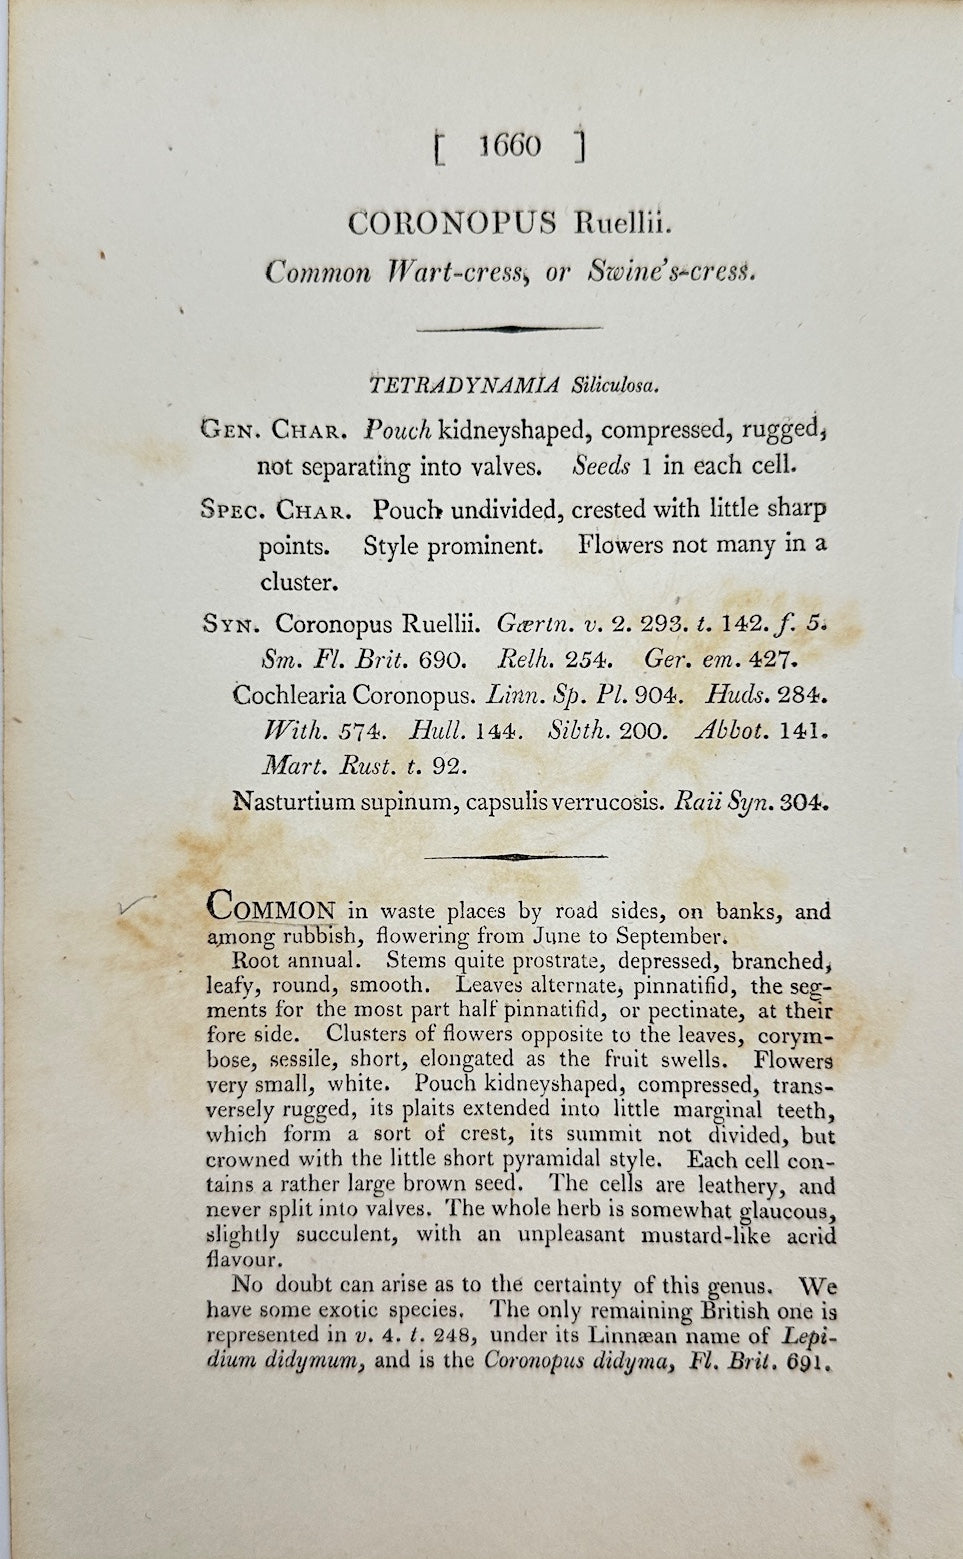 [ 1660 ]
CORONOPUS Ruellii.
Common Wart-cress, or Swine's-cress.
TETRADYNAMIA Siliculosa.
GEN. CHAR. Pouch kidneyshaped, compressed, rugged,
not separating into valves. Seeds 1 in each cell.
SPEC. CHAR. Pouch undivided, crested with little sharp
points. Style prominent. Flowers not many in a
cluster.
SYN. Coronopus Ruellii. Gærtn. v. 2. 293. t. 142. f. 5.
Sm. Fl. Brit. 690. Relh. 254. Ger. em. 427.
Cochlearia Coronopus. Linn. Sp. Pl. 904. Huds. 284.
With. 574. Hull. 144. Sibth. 200. Abbot. 141.
Mart. Rust. t. 92.
Nasturtium supinum, capsulis verrucosis. Raii Syn. 304.
COMMON in waste places by road sides, on banks, and
among rubbish, flowering from June to September.
Root annual. Stems quite prostrate, depressed, branched,
leafy, round, smooth. Leaves alternate, pinnatifid, the seg-
ments for the most part half pinnatifid, or pectinate, at their
fore side. Clusters of flowers opposite to the leaves, corym-
bose, sessile, short, elongated as the fruit swells. Flowers
very small, white. Pouch kidneyshaped, compressed, trans-
versely rugged, its plaits extended into little marginal teeth,
which form a sort of crest, its summit not divided, but
crowned with the little short pyramidal style. Each cell con-
tains a rather large brown seed. The cells are leathery, and
never split into valves. The whole herb is somewhat glaucous,
slightly succulent, with an unpleasant mustard-like acrid
flavour.
No doubt can arise as to the certainty of this genus. We
have some exotic species. The only remaining British one is
represented in v. 4. t. 248, under its Linnæan name of Lepi-
dium didymum, and is the Coronopus didyma, Fl. Brit. 691.